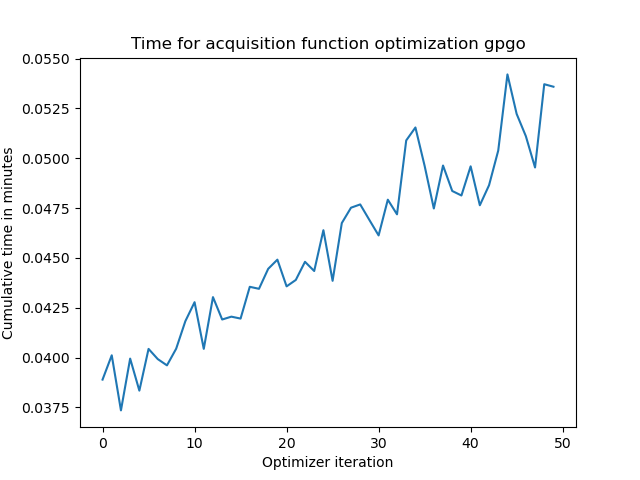 Time for acquisition function optimization gpgo
Cumulative time in minutes
0.0550
0.0525
0.0500
0.0475
0.0450
0.0425
0.0400
0.0375
0 10 20 30 40 50
Optimizer iteration